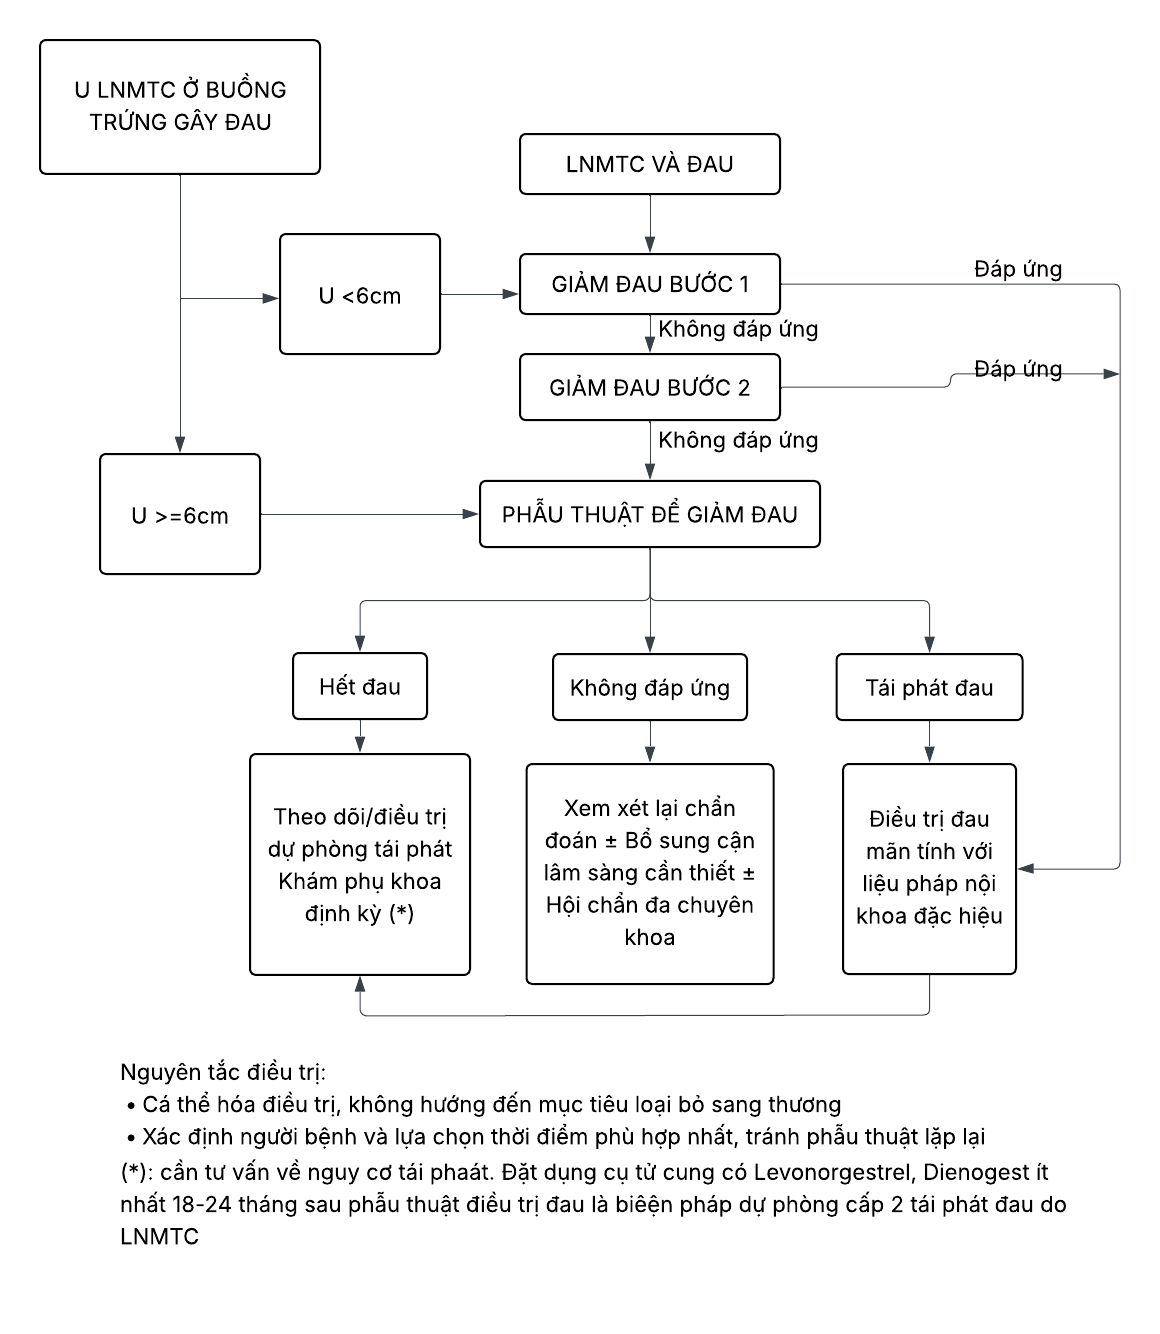 U LNMTC Ở BUỒNG
TRỨNG GÂY ĐAU
LNMTC VÀ ĐAU
U <6cm
GIẢM ĐAU BƯỚC 1
Đáp ứng
Không đáp ứng
GIẢM ĐAU BƯỚC 2
Đáp ứng
Không đáp ứng
U >=6cm
PHẪU THUẬT ĐỂ GIẢM ĐAU
Hết đau
Không đáp ứng
Tái phát đau
Theo dõi/điều trị
dự phòng tái phát
Khám phụ khoa
định kỳ (*)
Xem xét lại chẩn
đoán ± Bổ sung cận
lâm sàng cần thiết ±
Hội chẩn đa chuyên
khoa
Điều trị đau
mãn tính với
liệu pháp nội
khoa đặc hiệu
Nguyên tắc điều trị:
• Cá thể hóa điều trị, không hướng đến mục tiêu loại bỏ sang thương
• Xác định người bệnh và lựa chọn thời điểm phù hợp nhất, tránh phẫu thuật lặp lại
(*): cần tư vấn về nguy cơ tái phaát. Đặt dụng cụ tử cung có Levonorgestrel, Dienogest ít
nhất 18-24 tháng sau phẫu thuật điều trị đau là biêện pháp dự phòng cấp 2 tái phát đau do
LNMTC